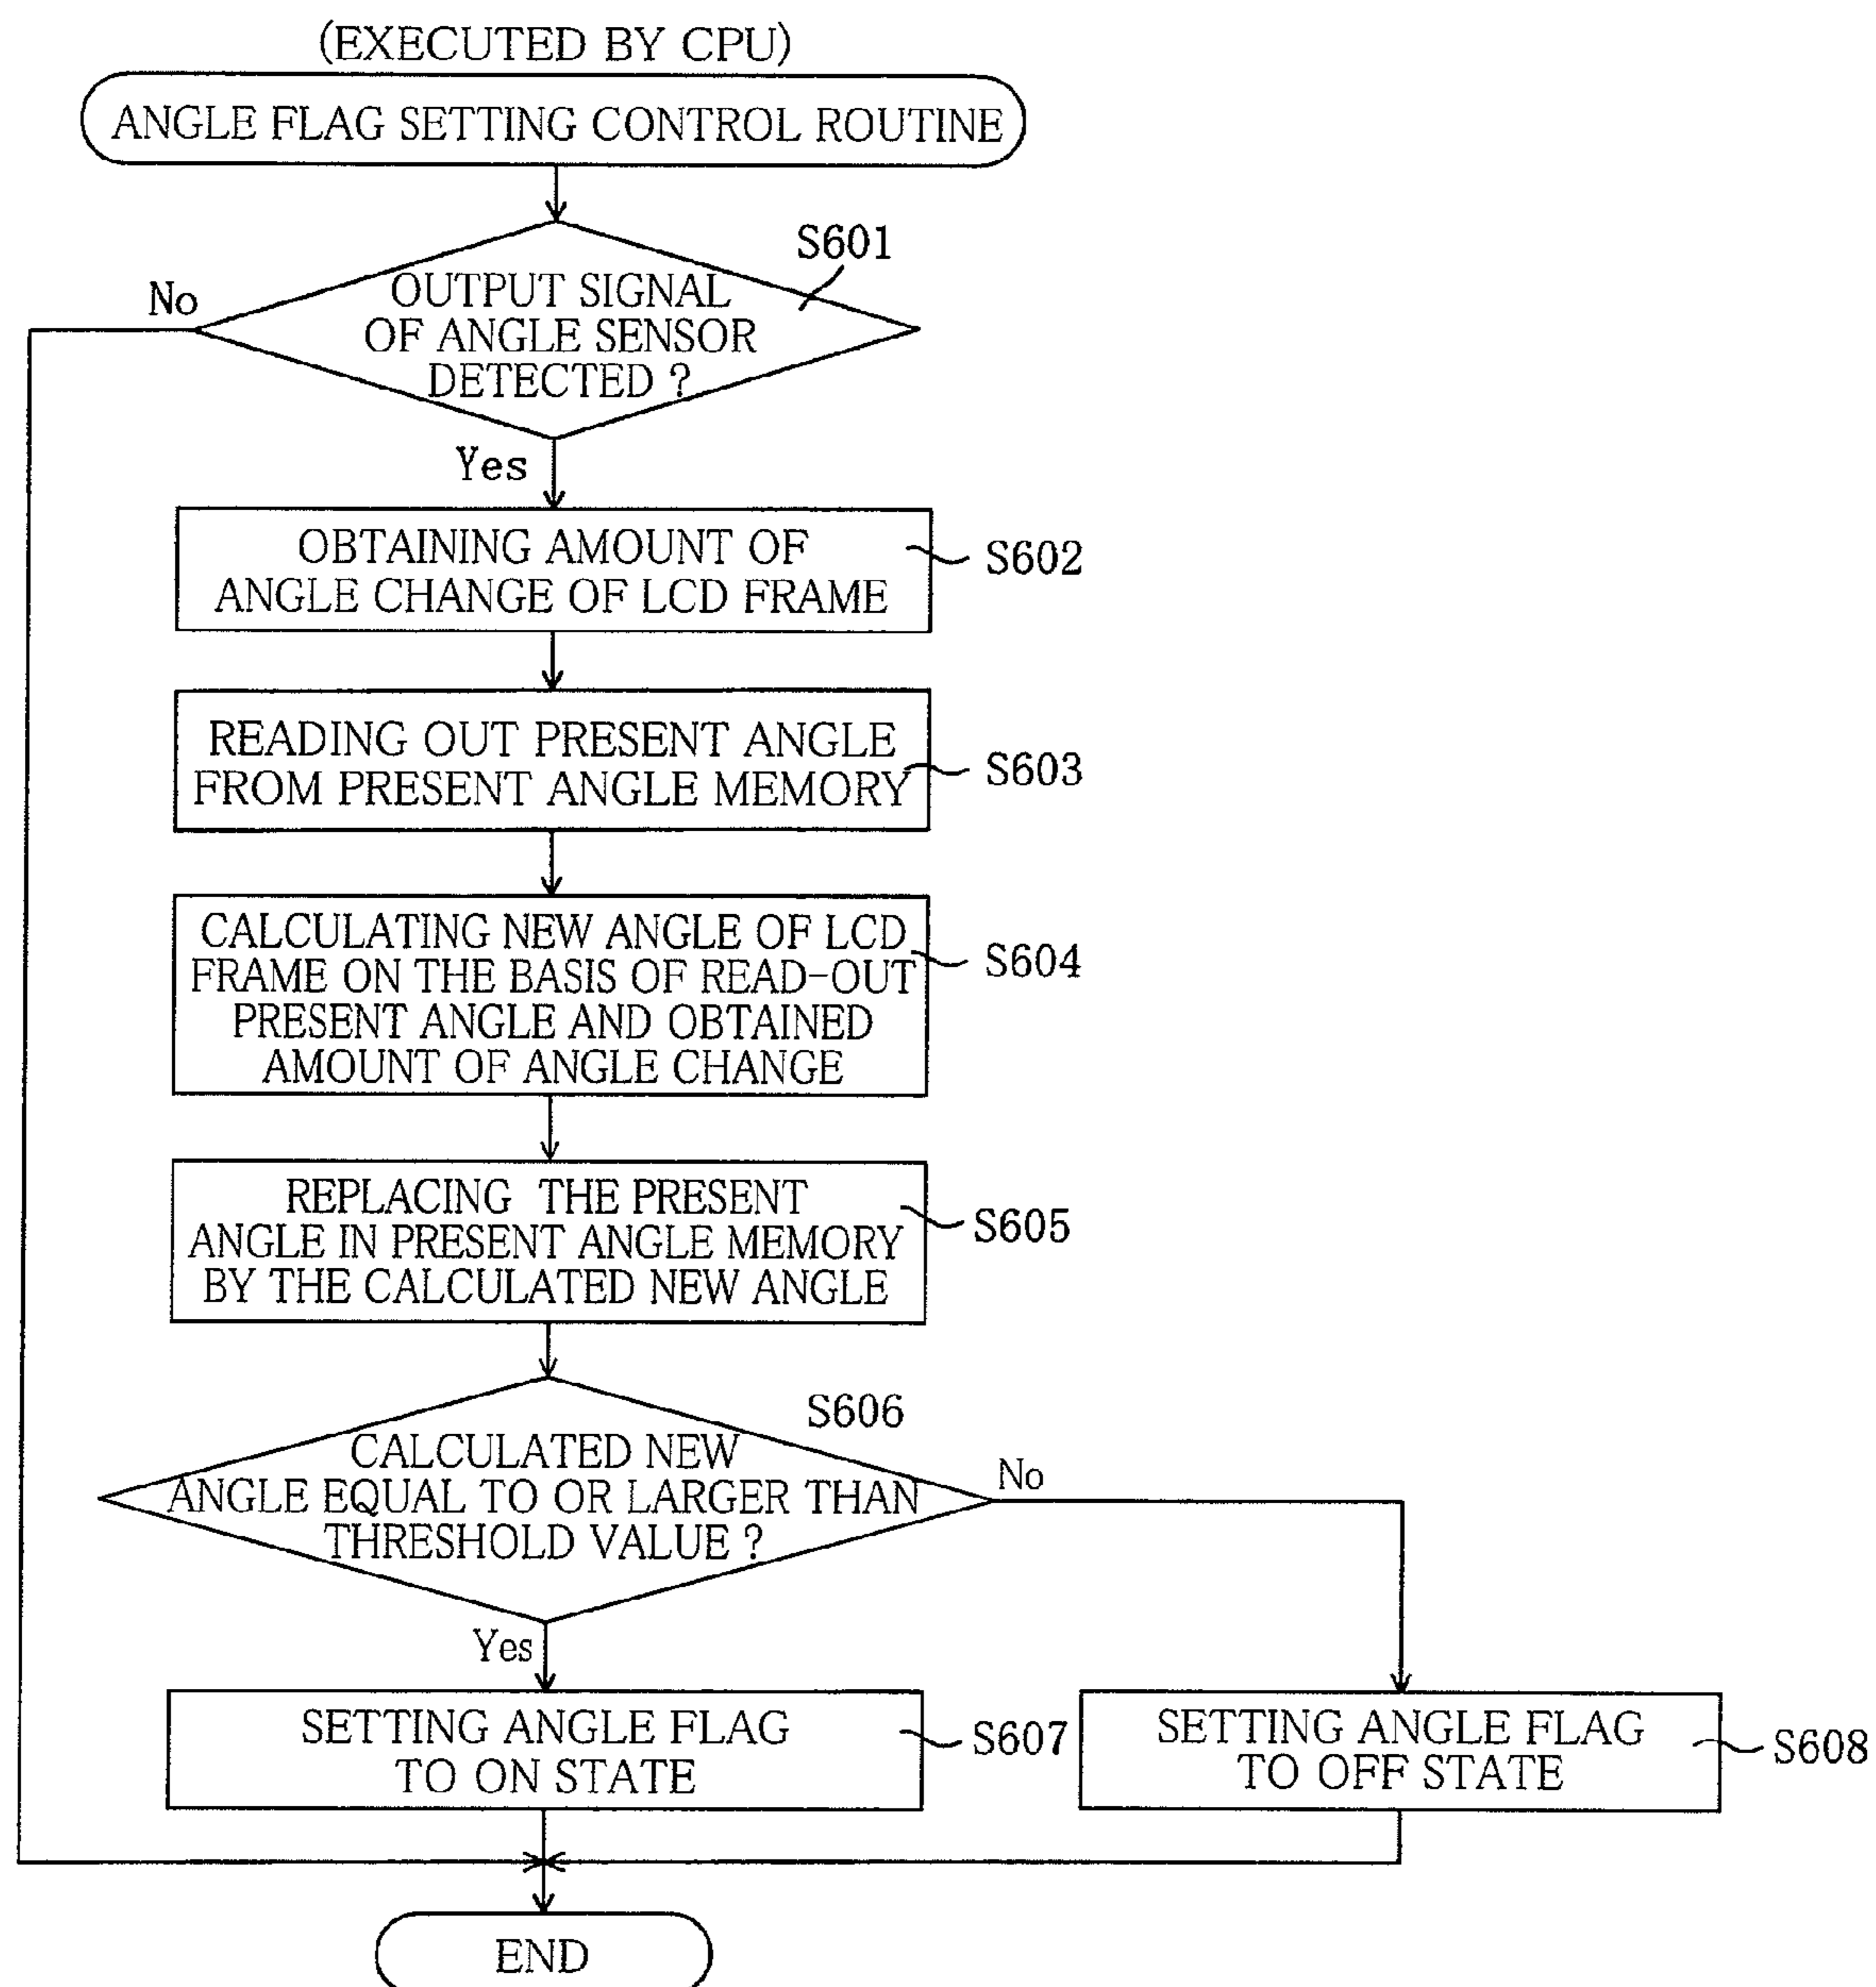 (EXECUTED BY CPU)
ANGLE FLAG SETTING CONTROL ROUTINE
S601
No
OUTPUT SIGNAL
OF ANGLE SENSOR
DETECTED ?
Yes
OBTAINING AMOUNT OF
ANGLE CHANGE OF LCD FRAME
S602
READING OUT PRESENT ANGLE
FROM PRESENT ANGLE MEMORY
S603
CALCULATING NEW ANGLE OF LCD
FRAME ON THE BASIS OF READ-OUT
PRESENT ANGLE AND OBTAINED
AMOUNT OF ANGLE CHANGE
S604
REPLACING THE PRESENT
ANGLE IN PRESENT ANGLE MEMORY
BY THE CALCULATED NEW ANGLE
S605
S606
CALCULATED NEW
ANGLE EQUAL TO OR LARGER THAN
THRESHOLD VALUE ?
No
Yes
SETTING ANGLE FLAG
TO ON STATE
S607
SETTING ANGLE FLAG
TO OFF STATE
S608
END